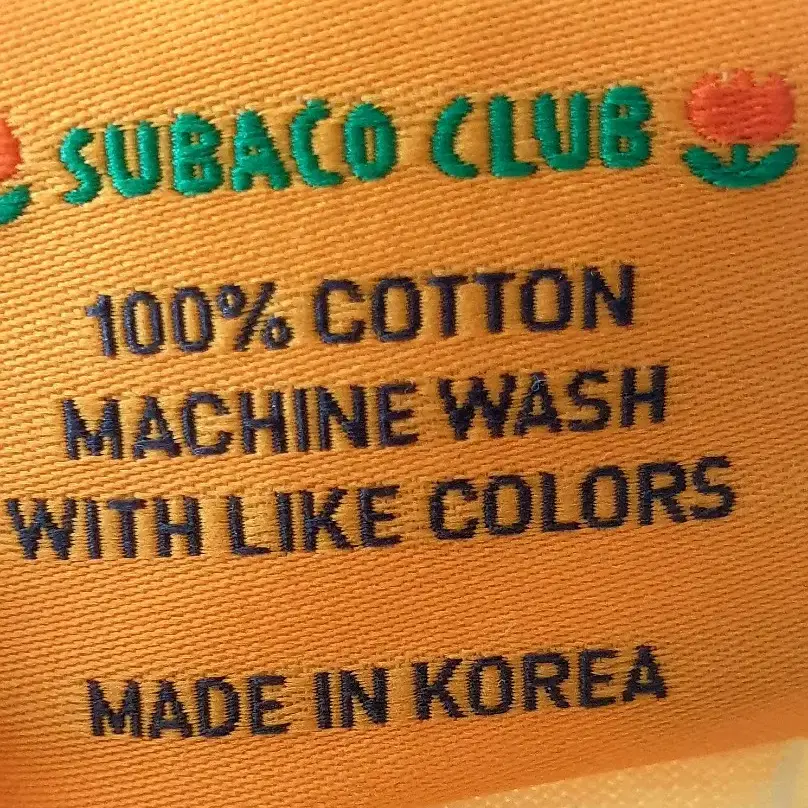 SUBACO CLUB
100% COTTON
MACHINE WASH
WITH LIKE COLORS
MADE IN KOREA